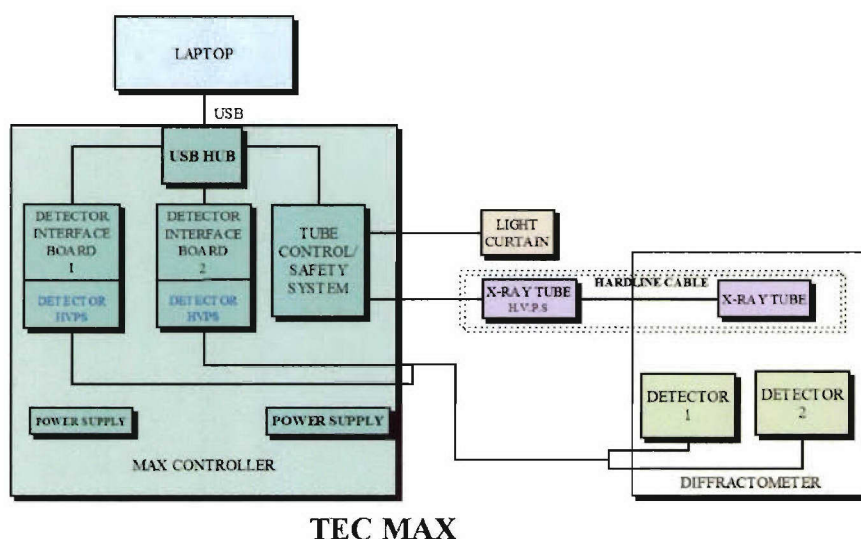 LAPTOP
USB
USB HUB
DETECTOR
INTERFACE
BOARD
1
DETECTOR
HVPS
DETECTOR
INTERFACE
BOARD
2
DETECTOR
HVPS
TUBE
CONTROL/
SAFETY
SYSTEM
LIGHT
CURTAIN
HARDLINE CABLE
X-RAY TUBE
H.V.P.S
X-RAY TUBE
DETECTOR
1
DETECTOR
2
POWER SUPPLY
POWER SUPPLY
MAX CONTROLLER
DIFFRACTOMETER
TEC MAX